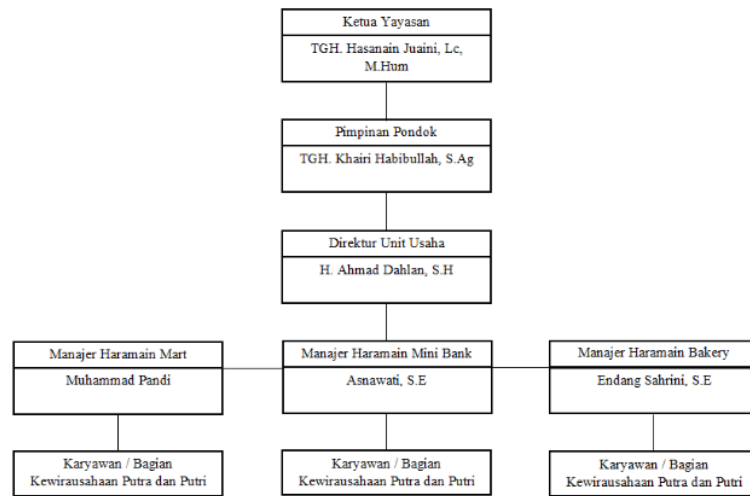 Ketua Yayasan
TGH. Hasanain Juaini, Lc,
M.Hum
Pimpinan Pondok
TGH. Khairi Habibullah, S.Ag
Direktur Unit Usaha
H. Ahmad Dahlan, S.H
Manajer Haramain Mart
Muhammad Pandi
Manajer Haramain Mini Bank
Asnawati, S.E
Manajer Haramain Bakery
Endang Sahrini, S.E
Karyawan / Bagian
Kewirausahaan Putra dan Putri
Karyawan / Bagian
Kewirausahaan Putra dan Putri
Karyawan / Bagian
Kewirausahaan Putra dan Putri